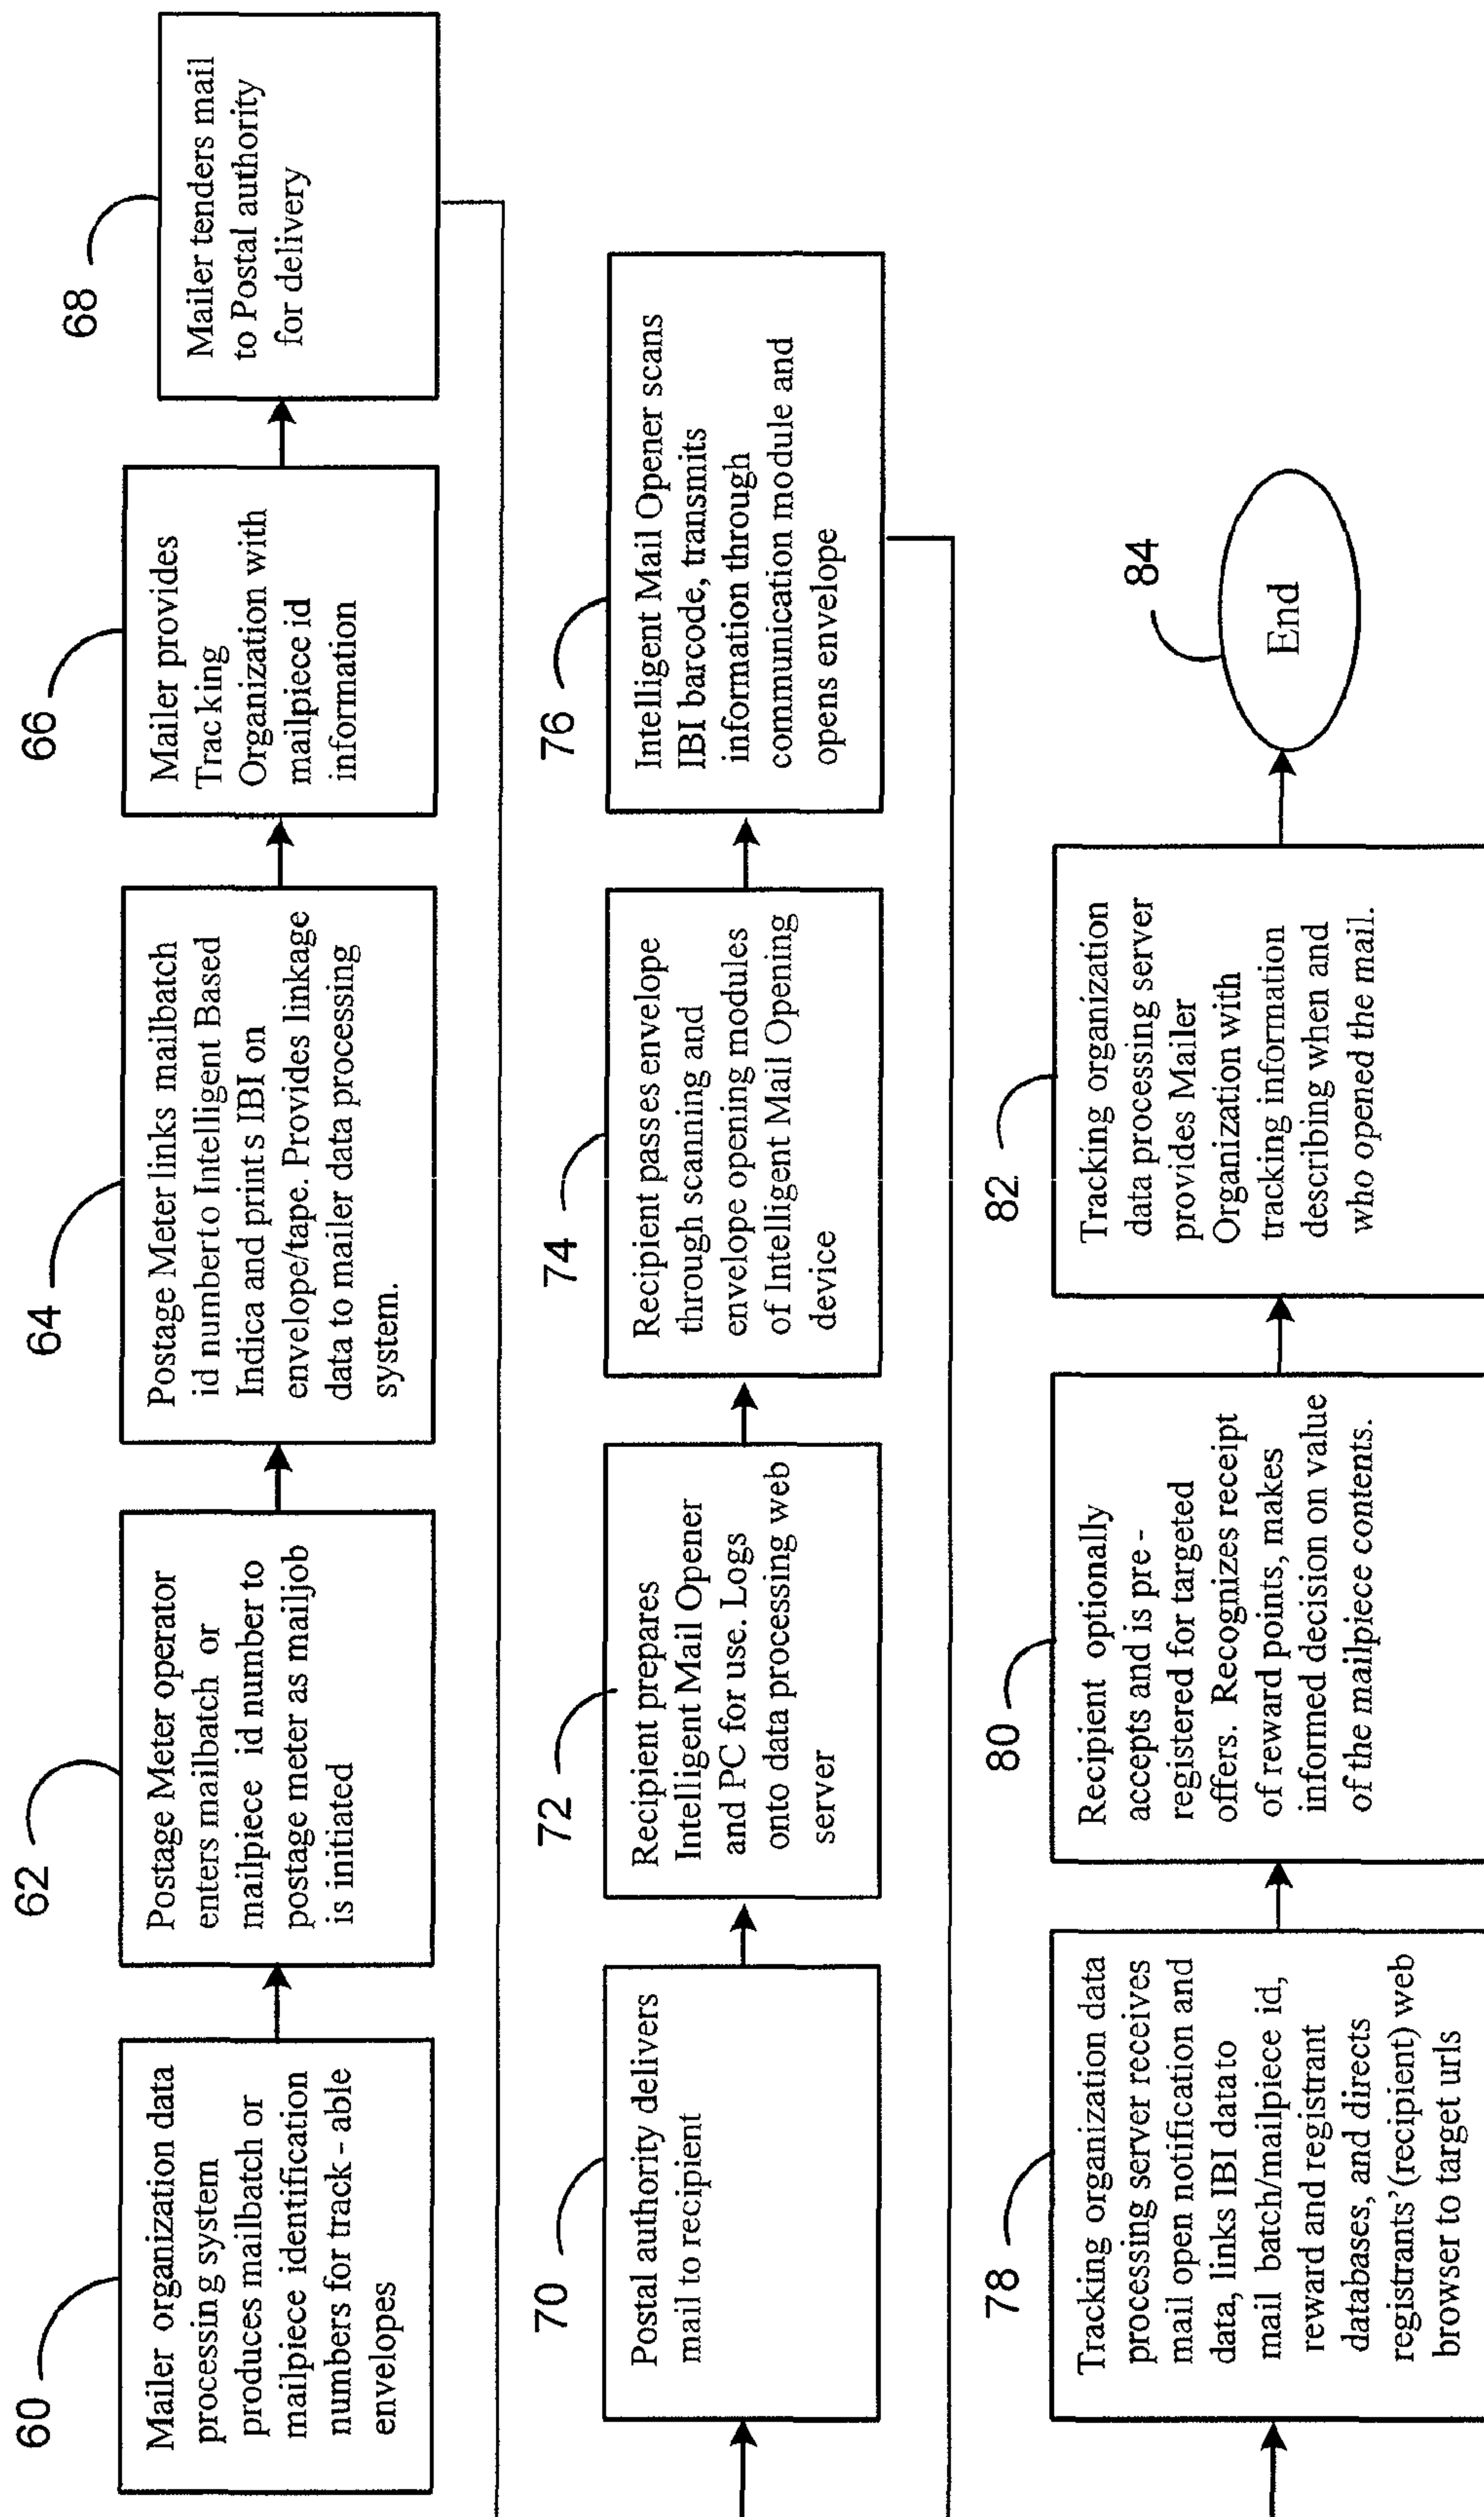 60
Mailer organization data
processing system
produces mailbatch or
mailpiece identification
numbers for track - able
envelopes
62
Postage Meter operator
enters mailbatch or
mailpiece id number to
postage meter as mailjob
is initiated
64
Postage Meter links mailbatch
id numberto Intelligent Based
Indica and prints IBI on
envelope/tape. Provides linkage
data to mailer data processing
system.
66
Mailer provides
Tracking
Organization with
mailpiece id
information
68
Mailer tenders mail
to Postal authority
for delivery
70
Postal authority delivers
mail to recipient
72
Recipient prepares
Intelligent Mail Opener
and PC for use. Logs
onto data processing web
server
74
Recipient pass es envelope
through scanning and
envelope opening modules
of Intelligent Mail Opening
device
76
Intelligent Mail Opener scans
IBI barcode, transmits
information through
communication module and
opens envelope
78
Tracking organization data
processing server receives
mail open notification and
data, links IBI datato
mail batch/mailpiece id,
reward and registrant
databases, and directs
registrants' (recipient) web
browser to target urls
80
Recipient optionally
accepts and is pre -
registered for targeted
offers. Recognizes receipt
of reward points, makes
informed decision on value
of the mailpiece contents.
82
Tracking organization
data processing server
provides Mailer
Organization with
tracking information
describing when and
who opened the mail.
84
End